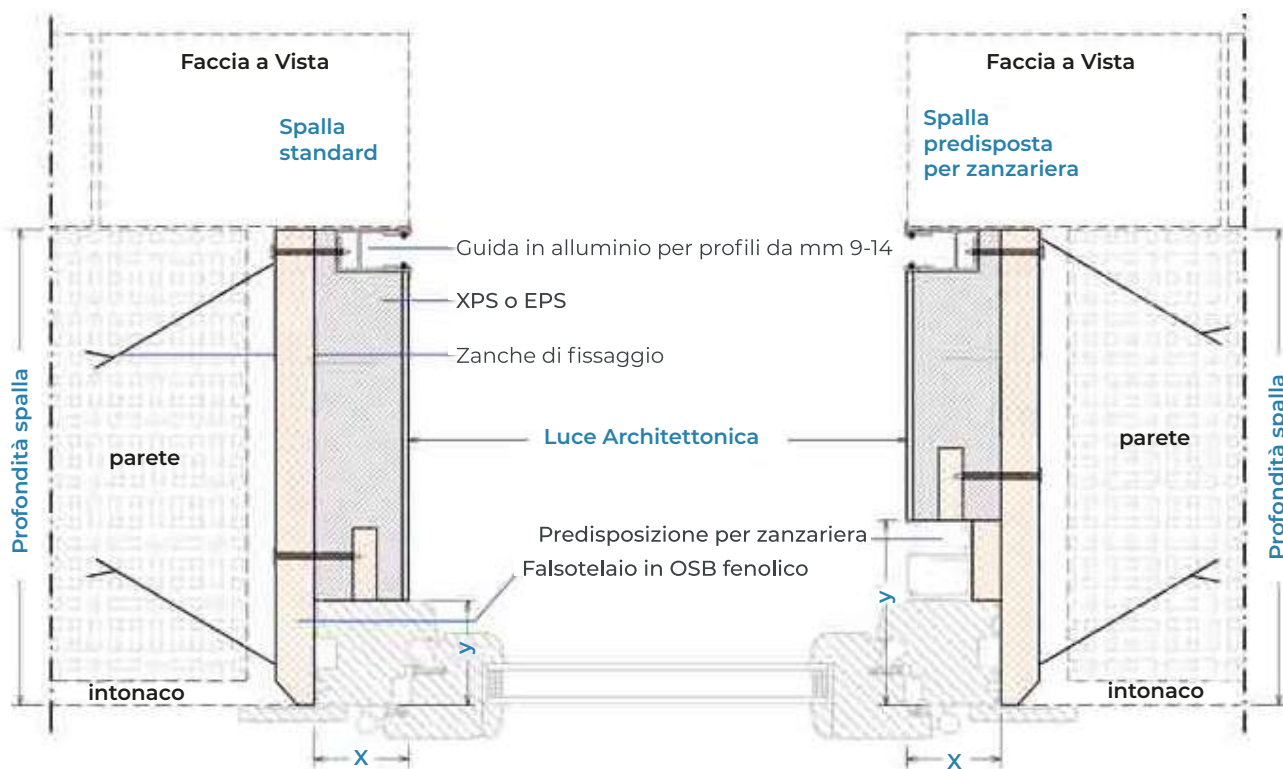 Faccia a Vista
Faccia a Vista
Spalla
standard
Spalla
predisposta
per zanzariera
Guida in alluminio per profili da mm 9-14
XPS o EPS
Zanche di fissaggio
Profondità spalla
parete
Luce Architettonica
parete
Profondità spalla
Predisposizione per zanzariera
Falsotelaio in OSB fenolico
y
y
intonaco
intonaco
x
x